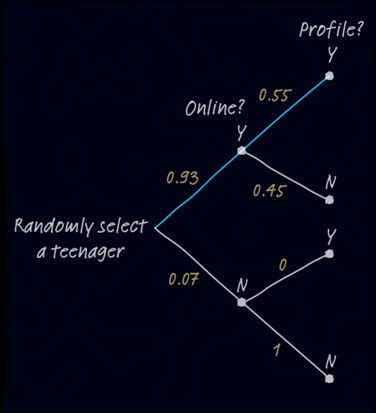 Profile?
Y
0.55
Online?
Y
0.93
0.45
N
Randomly select
a teenager
Y
0
0.07
N
1
N